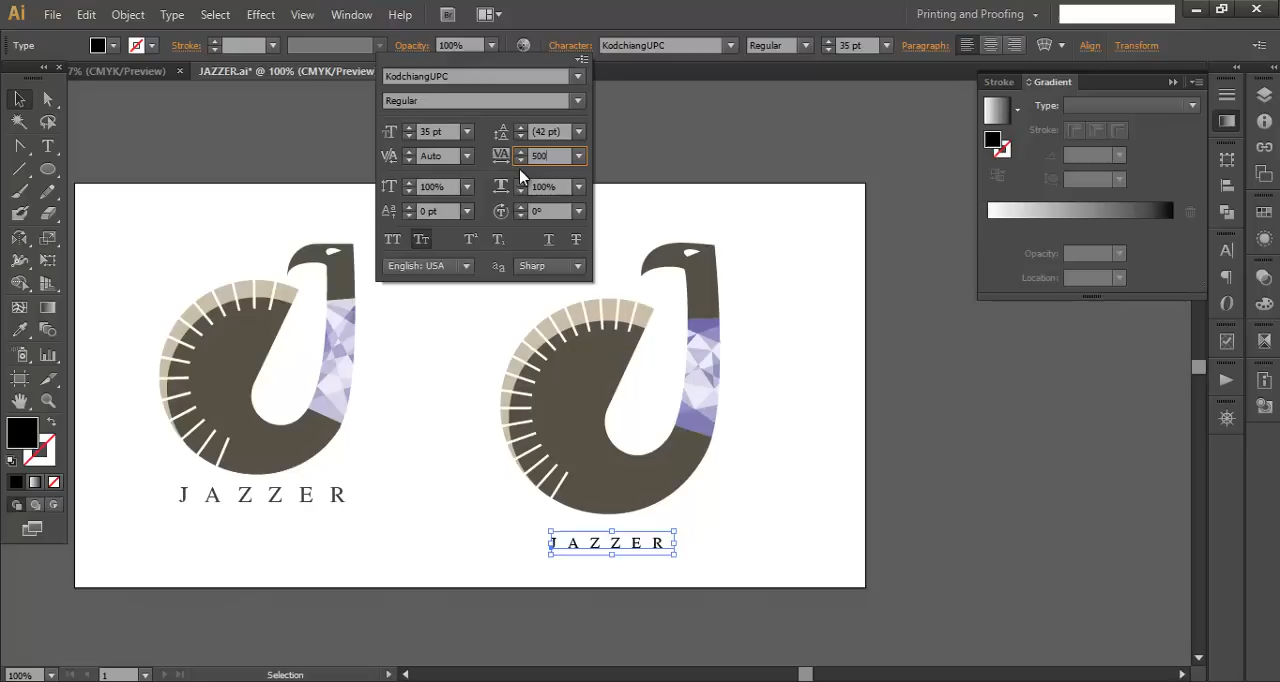 Ai File Edit Object Type Select Effect View Window Help Br Printing and Proofing
Type Stroke: Opacity: 100% Character: KodchiangUPC Regular 35 pt Paragraph: Align Transform
7% (CMYK/Preview) × JAZZER.ai* @ 100% (CMYK/Preview)
KodchiangUPC
Regular
35 pt (42 pt)
Auto 500
100% 100%
0 pt 0°
English: USA Sharp
Stroke Gradient
Type:
Stroke:
Opacity:
Location:
J A Z Z E R
J A Z Z E R
100% 1 Selection